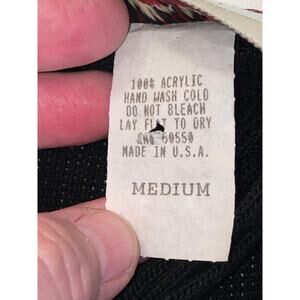 100% ACRYLIC
HAND WASH COLD
DO NOT BLEACH
LAY FLAT TO DRY
60550
MADE IN U.S.A.
MEDIUM